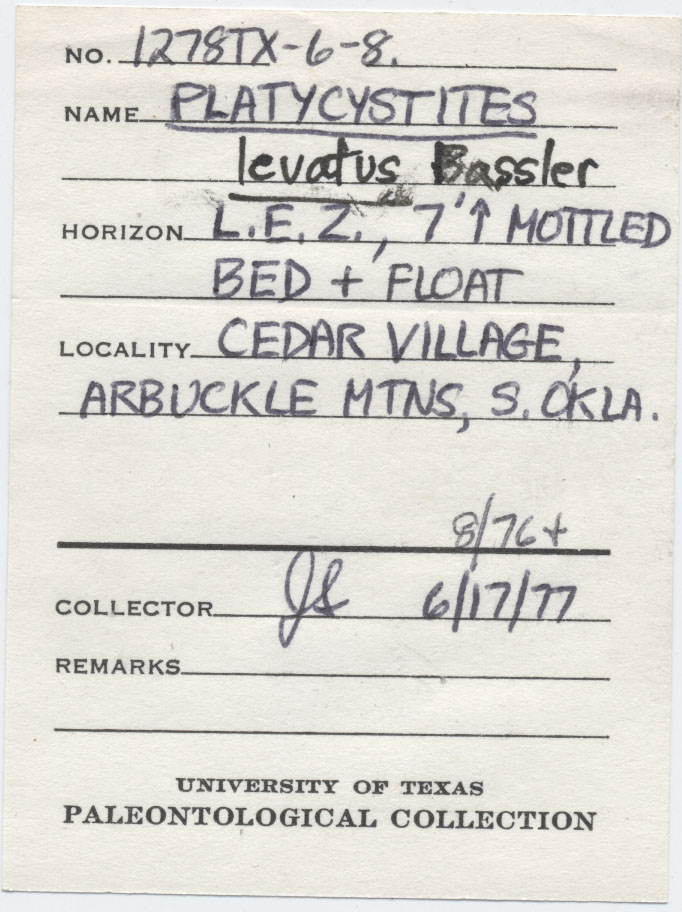 NO. 1278TX-6-8.
NAME PLATYCYSTITES
levatus Bassler
HORIZON L.E.Z., 7'↑ MOTTLED
BED + FLOAT
LOCALITY CEDAR VILLAGE,
ARBUCKLE MTNS, S. OKLA.
8/76 +
COLLECTOR JS 6/17/77
REMARKS
UNIVERSITY OF TEXAS
PALEONTOLOGICAL COLLECTION